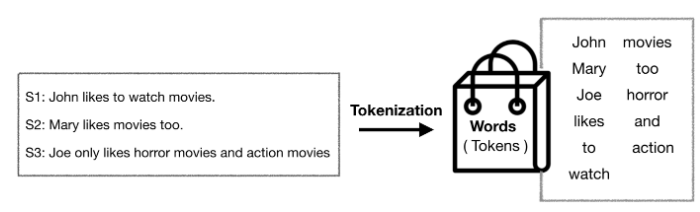 S1: John likes to watch movies.
S2: Mary likes movies too.
S3: Joe only likes horror movies and action movies
Tokenization
Words
( Tokens )
John movies
Mary too
Joe horror
likes and
to action
watch